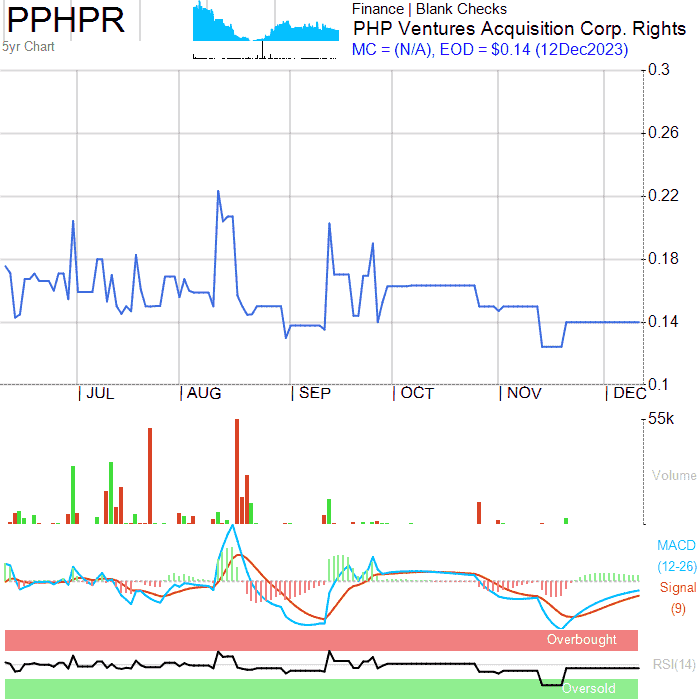 PPHPR
5yr Chart
Finance | Blank Checks
PHP Ventures Acquisition Corp. Rights
MC = (N/A), EOD = $0.14 (12Dec2023)
0.3
0.26
0.22
0.18
0.14
0.1
JUL AUG SEP OCT NOV DEC
55k
Volume
MACD
(12-26)
Signal
(9)
Overbought
RSI(14)
Oversold